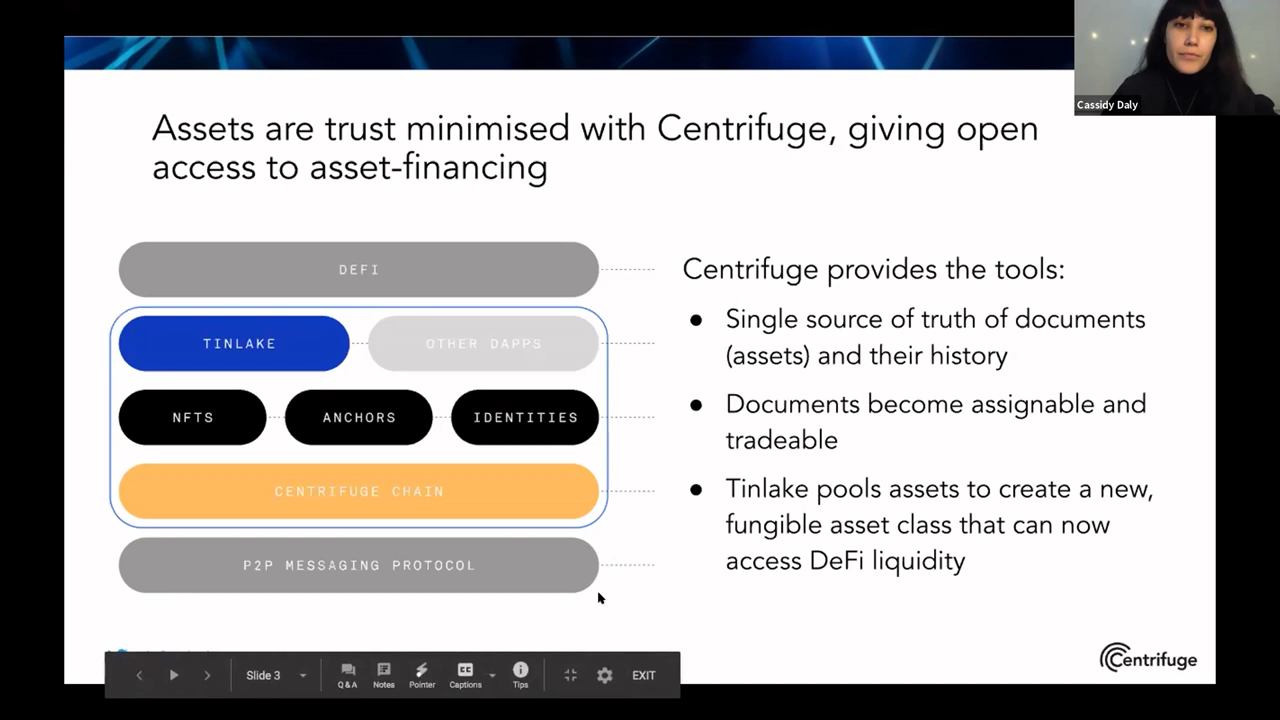 Cassidy Daly
Assets are trust minimised with Centrifuge, giving open
access to asset-financing
DEFI
TINLAKE
OTHER DAPPS
NFTS
ANCHORS
IDENTITIES
CENTRIFUGE CHAIN
P2P MESSAGING PROTOCOL
Centrifuge provides the tools:
● Single source of truth of documents
(assets) and their history
● Documents become assignable and
tradeable
● Tinlake pools assets to create a new,
fungible asset class that can now
access DeFi liquidity
Centrifuge
Slide 3
Q&A
Notes
Pointer
CC
Captions
Tips
EXIT